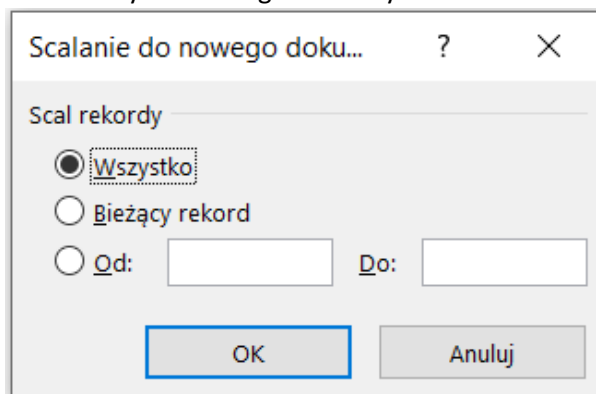 Scalanie do nowego doku... ?
Scal rekordy
Wszystko
Bieżący rekord
Od: Do:
OK Anuluj